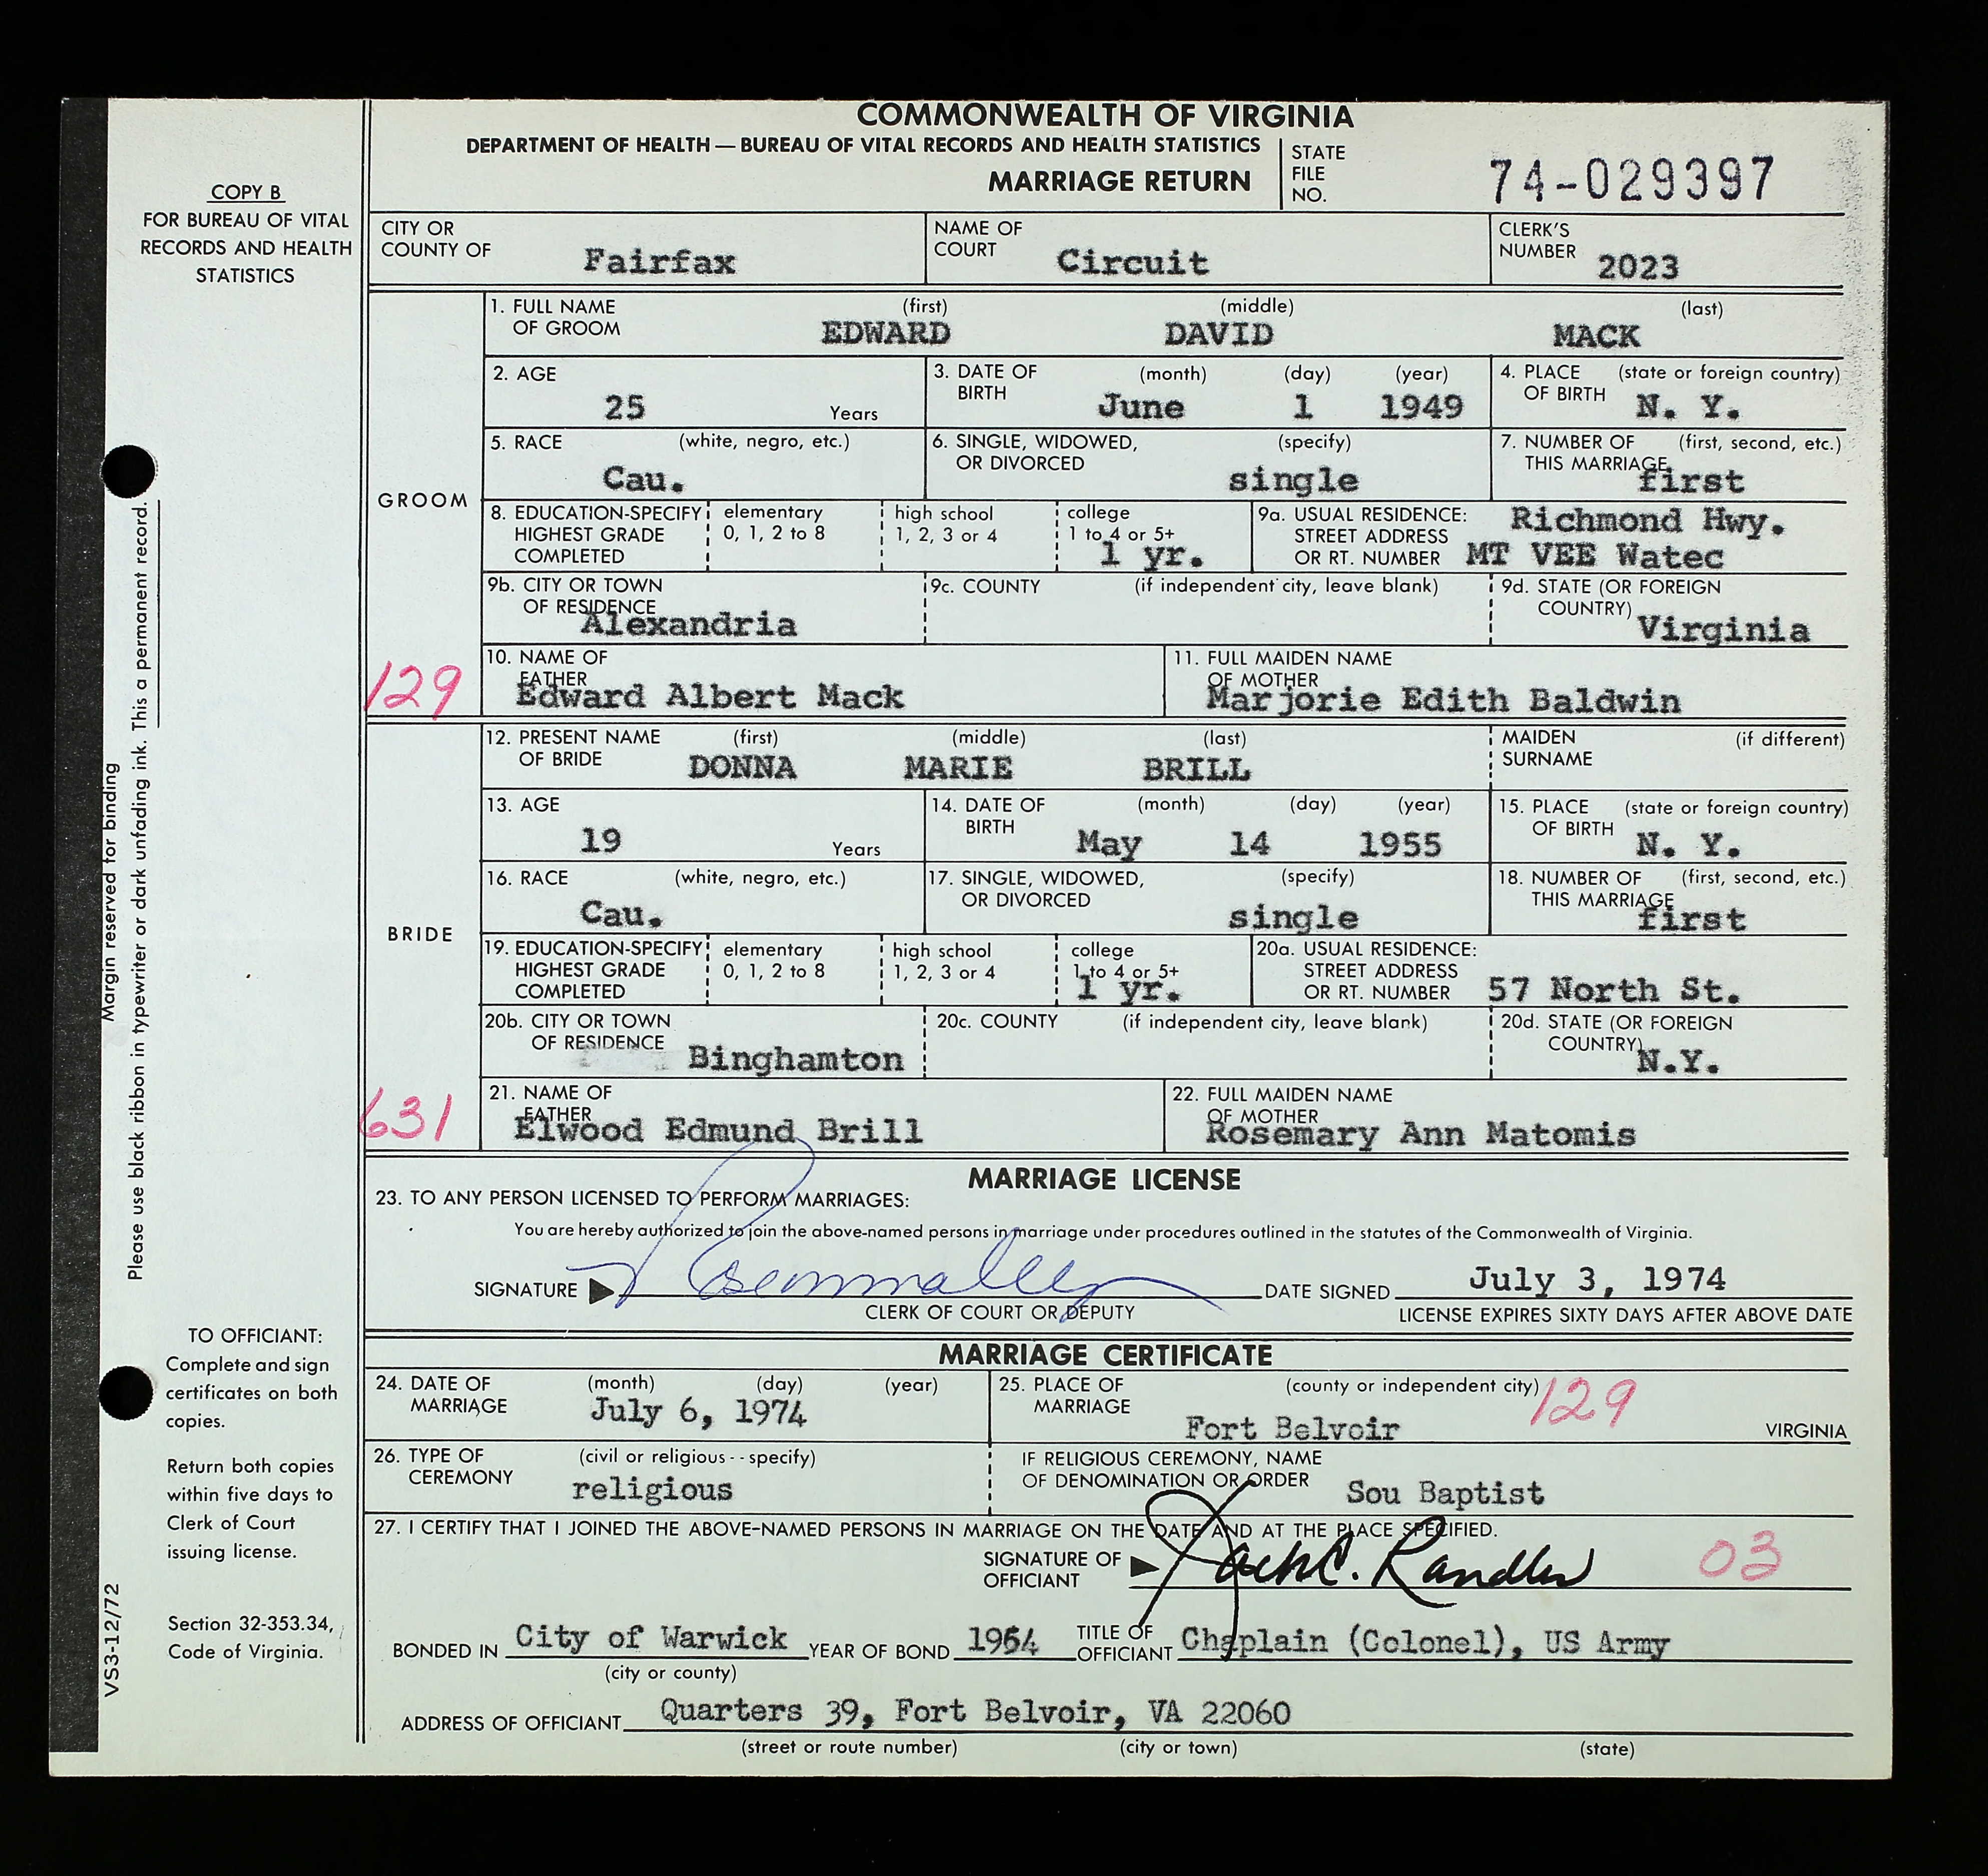 COMMONWEALTH OF VIRGINIA
DEPARTMENT OF HEALTH — BUREAU OF VITAL RECORDS AND HEALTH STATISTICS
MARRIAGE RETURN
STATE FILE NO. 74-029397
COPY B
FOR BUREAU OF VITAL
RECORDS AND HEALTH
STATISTICS
CITY OR COUNTY OF Fairfax
NAME OF COURT Circuit
CLERK'S NUMBER 2023
GROOM
1. FULL NAME OF GROOM (first) EDWARD (middle) DAVID (last) MACK
2. AGE 25 Years
3. DATE OF BIRTH (month) June (day) 1 (year) 1949
4. PLACE OF BIRTH (state or foreign country) N. Y.
5. RACE (white, negro, etc.) Cau.
6. SINGLE, WIDOWED, OR DIVORCED (specify) single
7. NUMBER OF THIS MARRIAGE (first, second, etc.) first
8. EDUCATION-SPECIFY HIGHEST GRADE COMPLETED
elementary 0, 1, 2 to 8
high school 1, 2, 3 or 4
college 1 to 4 or 5+ 1 yr.
9a. USUAL RESIDENCE: STREET ADDRESS OR RT. NUMBER Richmond Hwy. MT VEE Watec
9b. CITY OR TOWN OF RESIDENCE Alexandria
9c. COUNTY (if independent city, leave blank)
9d. STATE (OR FOREIGN COUNTRY) Virginia
129
10. NAME OF FATHER Edward Albert Mack
11. FULL MAIDEN NAME OF MOTHER Marjorie Edith Baldwin
BRIDE
12. PRESENT NAME OF BRIDE (first) DONNA (middle) MARIE (last) BRILL
MAIDEN SURNAME (if different)
13. AGE 19 Years
14. DATE OF BIRTH (month) May (day) 14 (year) 1955
15. PLACE OF BIRTH (state or foreign country) N. Y.
16. RACE (white, negro, etc.) Cau.
17. SINGLE, WIDOWED, OR DIVORCED (specify) single
18. NUMBER OF THIS MARRIAGE (first, second, etc.) first
19. EDUCATION-SPECIFY HIGHEST GRADE COMPLETED
elementary 0, 1, 2 to 8
high school 1, 2, 3 or 4
college 1 to 4 or 5+ 1 yr.
20a. USUAL RESIDENCE: STREET ADDRESS OR RT. NUMBER 57 North St.
20b. CITY OR TOWN OF RESIDENCE Binghamton
20c. COUNTY (if independent city, leave blank)
20d. STATE (OR FOREIGN COUNTRY) N.Y.
631
21. NAME OF FATHER Elwood Edmund Brill
22. FULL MAIDEN NAME OF MOTHER Rosemary Ann Matomis
MARRIAGE LICENSE
23. TO ANY PERSON LICENSED TO PERFORM MARRIAGES:
You are hereby authorized to join the above-named persons in marriage under procedures outlined in the statutes of the Commonwealth of Virginia.
SIGNATURE
CLERK OF COURT OR DEPUTY
DATE SIGNED July 3, 1974
LICENSE EXPIRES SIXTY DAYS AFTER ABOVE DATE
MARRIAGE CERTIFICATE
24. DATE OF MARRIAGE (month) (day) (year) July 6, 1974
25. PLACE OF MARRIAGE (county or independent city) 129 Fort Belvoir VIRGINIA
26. TYPE OF CEREMONY (civil or religious - - specify) religious
IF RELIGIOUS CEREMONY, NAME OF DENOMINATION OR ORDER Sou Baptist
27. I CERTIFY THAT I JOINED THE ABOVE-NAMED PERSONS IN MARRIAGE ON THE DATE AND AT THE PLACE SPECIFIED.
SIGNATURE OF OFFICIANT Jack C. Randles
03
BONDED IN City of Warwick (city or county) YEAR OF BOND 1954 TITLE OF OFFICIANT Chaplain (Colonel), US Army
ADDRESS OF OFFICIANT Quarters 39, Fort Belvoir, VA 22060
(street or route number) (city or town) (state)
Margin reserved for binding
Please use black ribbon in typewriter or dark unfading ink. This a permanent record.
TO OFFICIANT:
Complete and sign
certificates on both
copies.
Return both copies
within five days to
Clerk of Court
issuing license.
Section 32-353.34,
Code of Virginia.
VS3-12/72